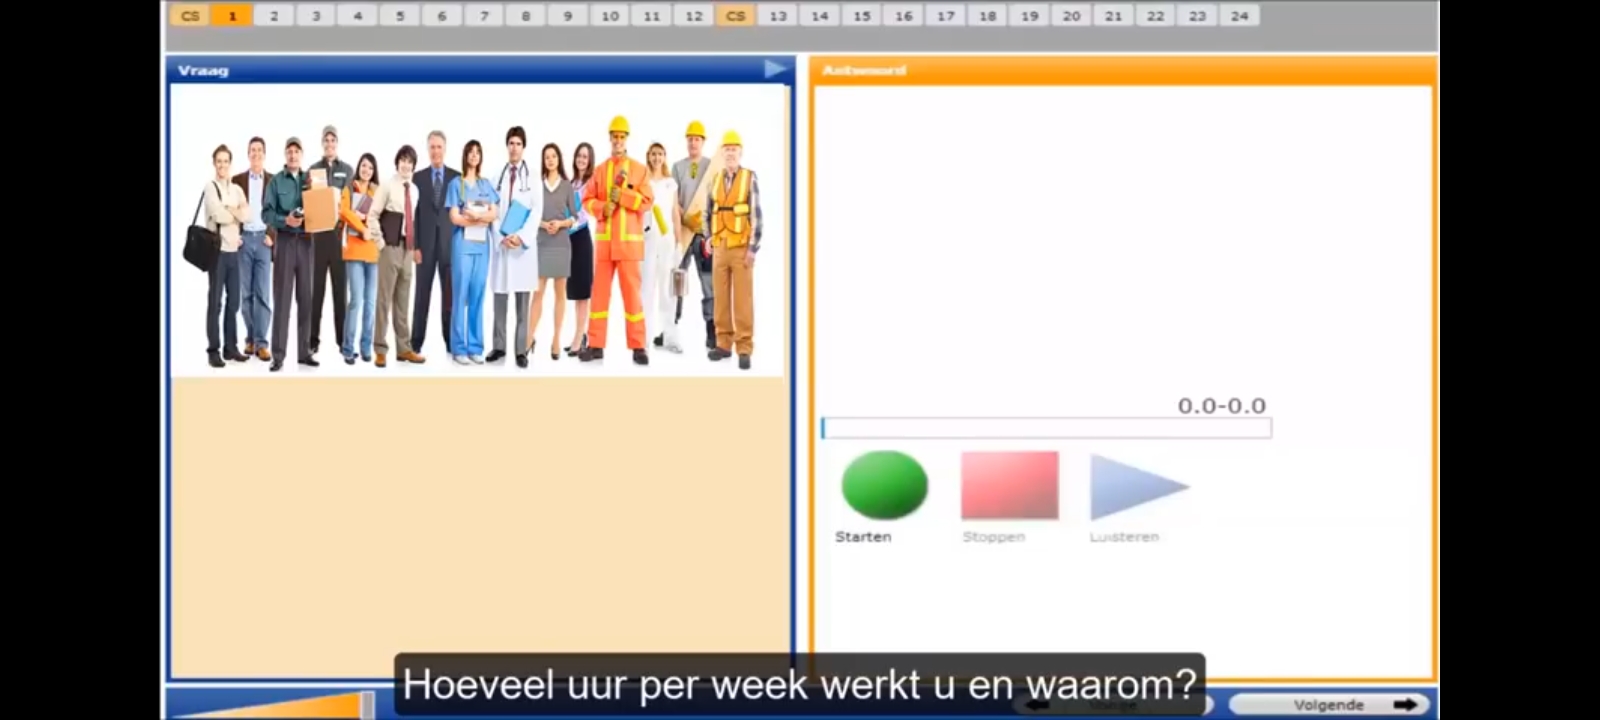 CS 1 2 3 4 5 6 7 8 9 10 11 12 CS 13 14 15 16 17 18 19 20 21 22 23 24
Vraag
Antwoord
0.0-0.0
Starten Stoppen Luisteren
Hoeveel uur per week werkt u en waarom?
Volgende